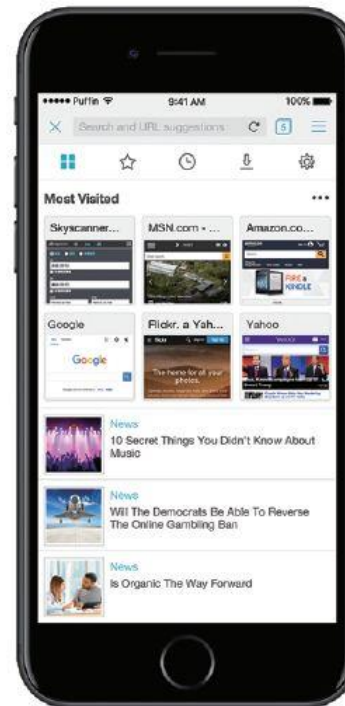 Puffin 9:41 AM 100%
Search and URL suggestions 5
Most Visited
Skyscanner... MSN.com - ... Amazon.co...
Google Flickr, a Yah... Yahoo
Google
The home for all your
photos.
FIRE &
KINDLE
News
10 Secret Things You Didn't Know About
Music
News
Will The Democrats Be Able To Reverse
The Online Gambling Ban
News
Is Organic The Way Forward